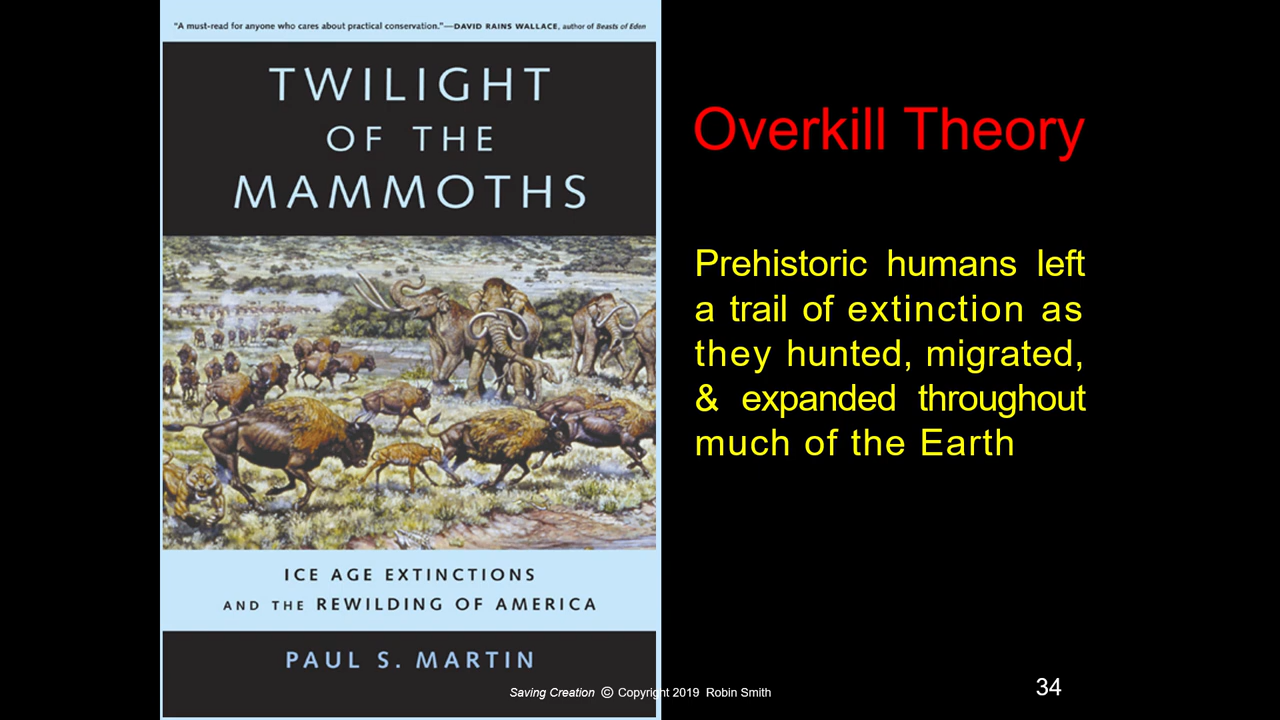 "A must-read for anyone who cares about practical conservation."—DAVID RAINS WALLACE, author of Beasts of Eden
TWILIGHT
OF THE
MAMMOTHS
ICE AGE EXTINCTIONS
AND THE REWILDING OF AMERICA
PAUL S. MARTIN
Overkill Theory
Prehistoric humans left
a trail of extinction as
they hunted, migrated,
& expanded throughout
much of the Earth
Saving Creation © Copyright 2019 Robin Smith
34